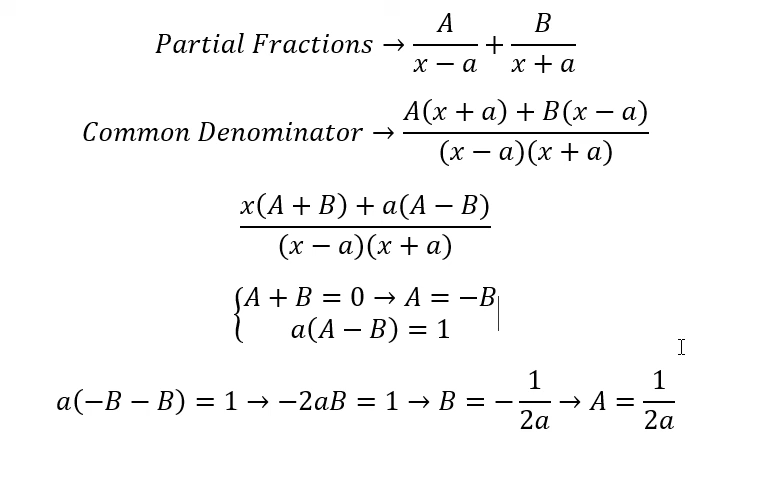 Partial Fractions → A/(x − a) + B/(x + a)
Common Denominator → (A(x + a) + B(x − a))/((x − a)(x + a))
(x(A + B) + a(A − B))/((x − a)(x + a))
{A + B = 0 → A = −B
a(A − B) = 1
a(−B − B) = 1 → −2aB = 1 → B = −1/(2a) → A = 1/(2a)